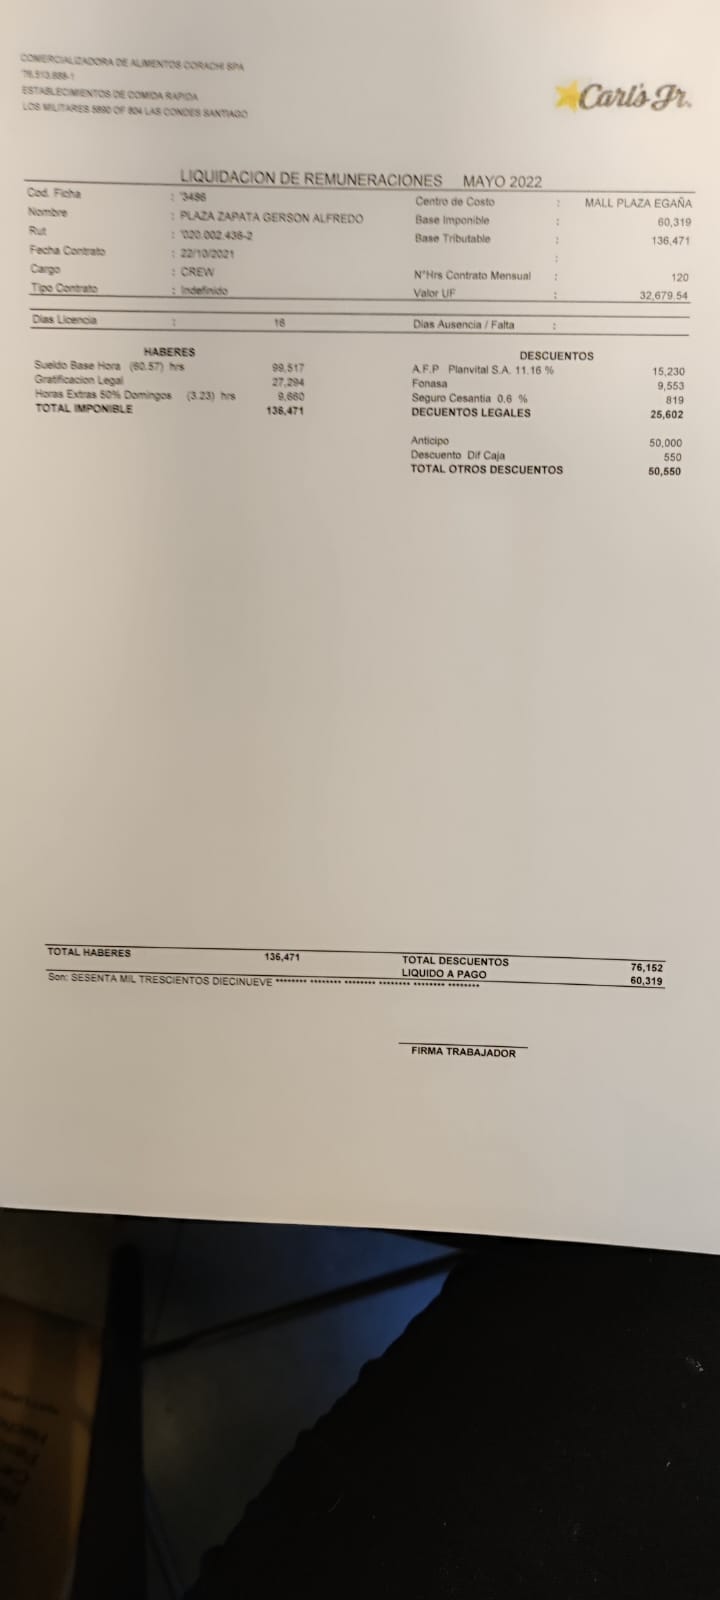 COMERCIALIZADORA DE ALIMENTOS CORACHI SPA
76.513.888-1
ESTABLECIMIENTOS DE COMIDA RAPIDA
LOS MILITARES 5890 OF 804 LAS CONDES SANTIAGO
Carl's Jr.
LIQUIDACION DE REMUNERACIONES MAYO 2022
Cod. Ficha : '3486 Centro de Costo : MALL PLAZA EGAÑA
Nombre : PLAZA ZAPATA GERSON ALFREDO Base Imponible : 60,319
Rut : '020.002.436-2 Base Tributable : 136,471
Fecha Contrato : 22/10/2021 :
Cargo : CREW N°Hrs Contrato Mensual : 120
Tipo Contrato : Indefinido Valor UF : 32,679.54
Dias Licencia : 16 Dias Ausencia / Falta :
HABERES DESCUENTOS
Sueldo Base Hora (60.57) hrs 99,517 A.F.P Planvital S.A. 11.16 % 15,230
Gratificacion Legal 27,294 Fonasa 9,553
Horas Extras 50% Domingos (3.23) hrs 9,660 Seguro Cesantia 0.6 % 819
TOTAL IMPONIBLE 136,471 DECUENTOS LEGALES 25,602
Anticipo 50,000
Descuento Dif Caja 550
TOTAL OTROS DESCUENTOS 50,550
TOTAL HABERES 136,471 TOTAL DESCUENTOS 76,152
LIQUIDO A PAGO 60,319
Son: SESENTA MIL TRESCIENTOS DIECINUEVE ******** ******** ******** ******** ******** ********
FIRMA TRABAJADOR